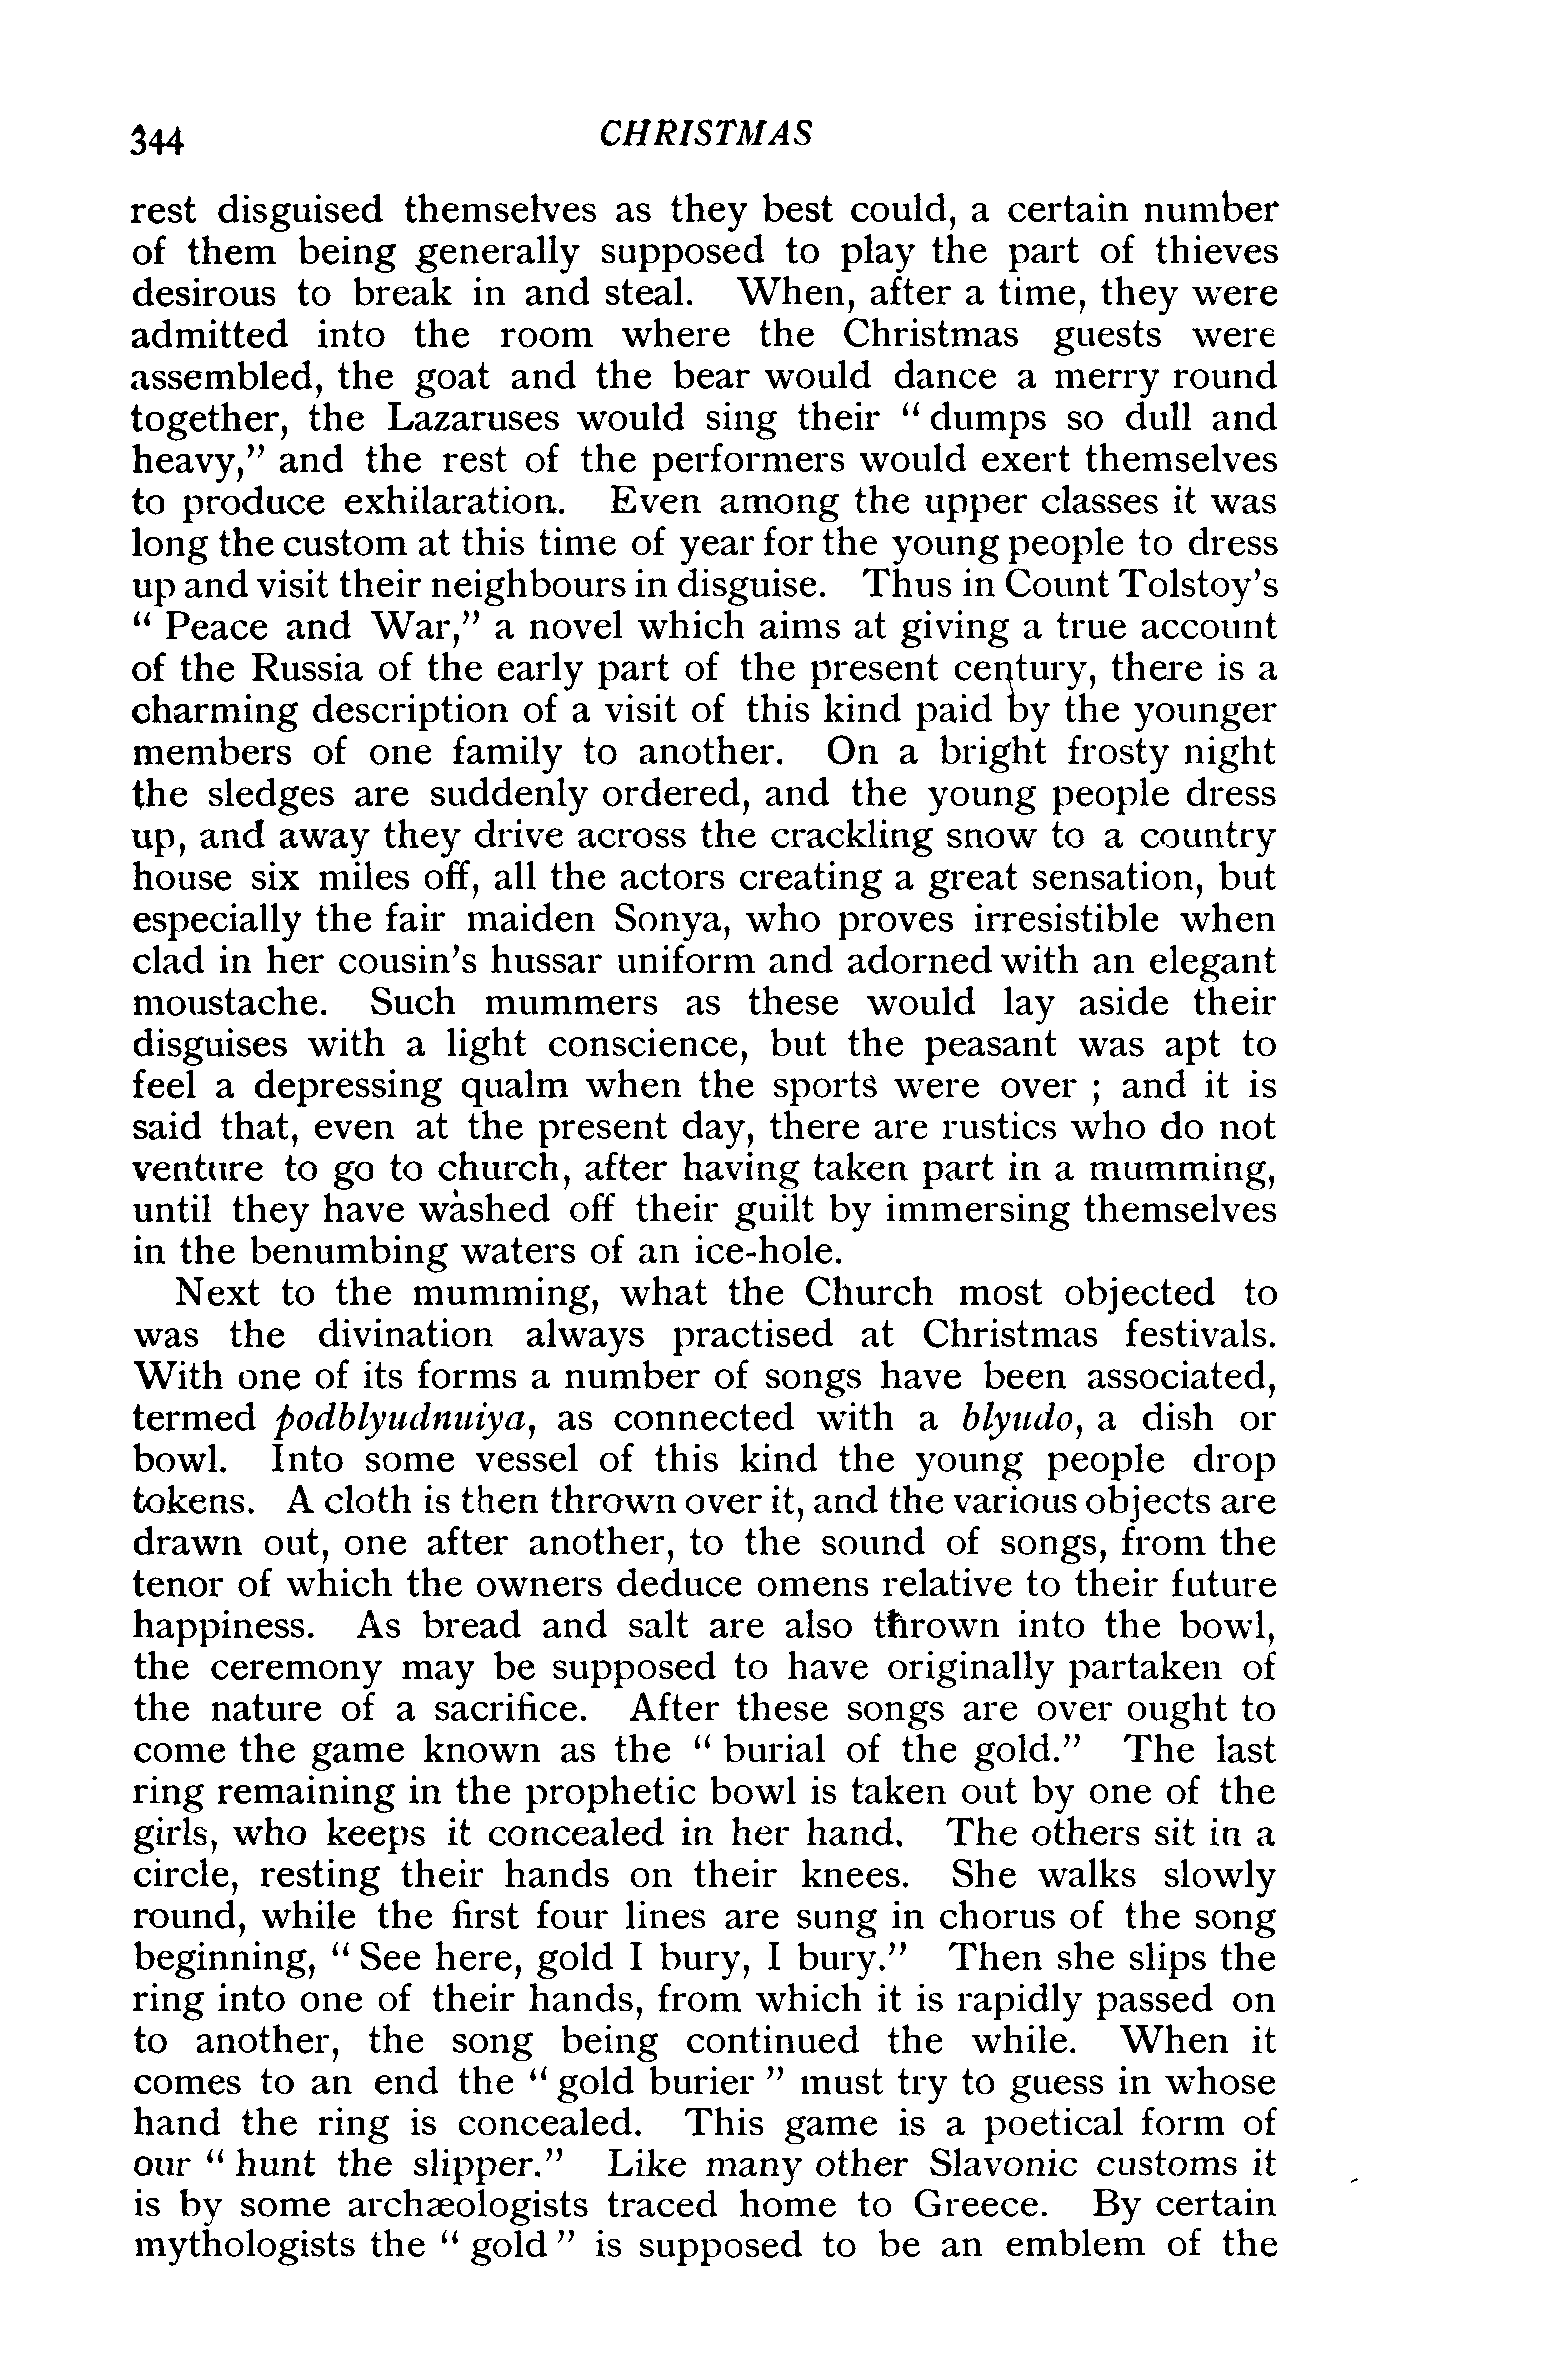 344 CHRISTMAS
rest disguised themselves as they best could, a certain number
of them being generally supposed to play the part of thieves
desirous to break in and steal. When, after a time, they were
admitted into the room where the Christmas guests were
assembled, the goat and the bear would dance a merry round
together, the Lazaruses would sing their “ dumps so dull and
heavy,” and the rest of the performers would exert themselves
to produce exhilaration. Even among the upper classes it was
long the custom at this time of year for the young people to dress
up and visit their neighbours in disguise. Thus in Count Tolstoy’s
“ Peace and War,” a novel which aims at giving a true account
of the Russia of the early part of the present century, there is a
charming description of a visit of this kind paid by the younger
members of one family to another. On a bright frosty night
the sledges are suddenly ordered, and the young people dress
up, and away they drive across the crackling snow to a country
house six miles off, all the actors creating a great sensation, but
especially the fair maiden Sonya, who proves irresistible when
clad in her cousin’s hussar uniform and adorned with an elegant
moustache. Such mummers as these would lay aside their
disguises with a light conscience, but the peasant was apt to
feel a depressing qualm when the sports were over ; and it is
said that, even at the present day, there are rustics who do not
venture to go to church, after having taken part in a mumming,
until they have washed off their guilt by immersing themselves
in the benumbing waters of an ice-hole.
Next to the mumming, what the Church most objected to
was the divination always practised at Christmas festivals.
With one of its forms a number of songs have been associated,
termed podblyudnuiya, as connected with a blyudo, a dish or
bowl. Into some vessel of this kind the young people drop
tokens. A cloth is then thrown over it, and the various objects are
drawn out, one after another, to the sound of songs, from the
tenor of which the owners deduce omens relative to their future
happiness. As bread and salt are also thrown into the bowl,
the ceremony may be supposed to have originally partaken of
the nature of a sacrifice. After these songs are over ought to
come the game known as the “ burial of the gold.” The last
ring remaining in the prophetic bowl is taken out by one of the
girls, who keeps it concealed in her hand. The others sit in a
circle, resting their hands on their knees. She walks slowly
round, while the first four lines are sung in chorus of the song
beginning, “ See here, gold I bury, I bury.” Then she slips the
ring into one of their hands, from which it is rapidly passed on
to another, the song being continued the while. When it
comes to an end the “ gold burier ” must try to guess in whose
hand the ring is concealed. This game is a poetical form of
our “ hunt the slipper.” Like many other Slavonic customs it
is by some archæologists traced home to Greece. By certain
mythologists the “ gold ” is supposed to be an emblem of the